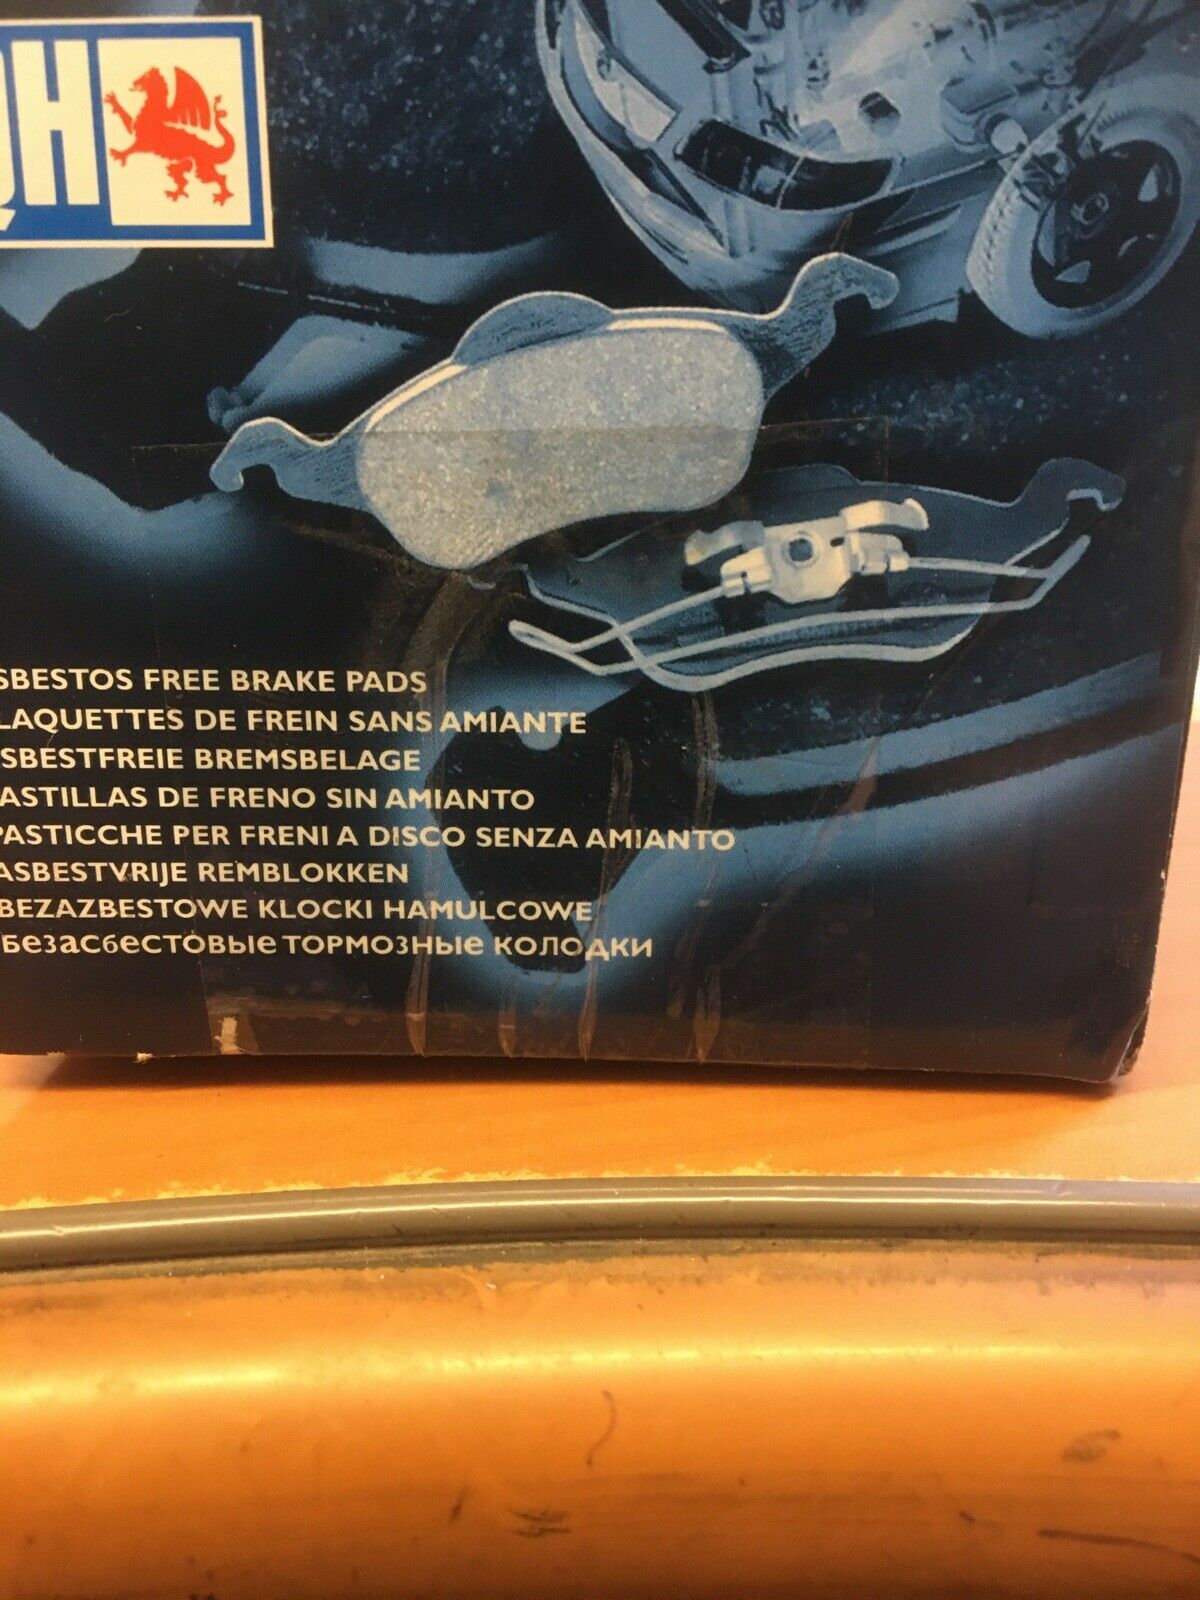 QH
SBESTOS FREE BRAKE PADS
LAQUETTES DE FREIN SANS AMIANTE
SBESTFREIE BREMSBELAGE
ASTILLAS DE FRENO SIN AMIANTO
PASTICCHE PER FRENI A DISCO SENZA AMIANTO
ASBESTVRIJE REMBLOKKEN
BEZAZBESTOWE KLOCKI HAMULCOWE
Безасбестовые тормозные колодки